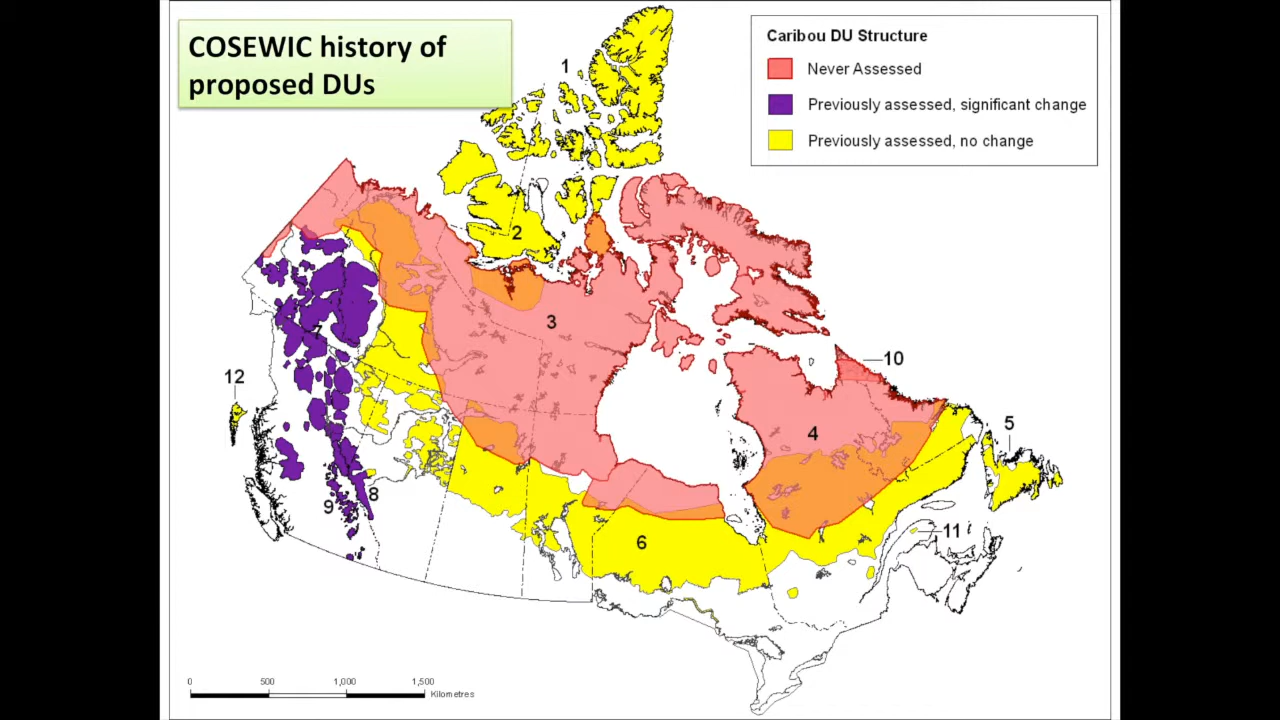 COSEWIC history of
proposed DUs
Caribou DU Structure
Never Assessed
Previously assessed, significant change
Previously assessed, no change
1
2
3
10
7
12
4
5
8
9
11
6
0 500 1,000 1,500
Kilometres